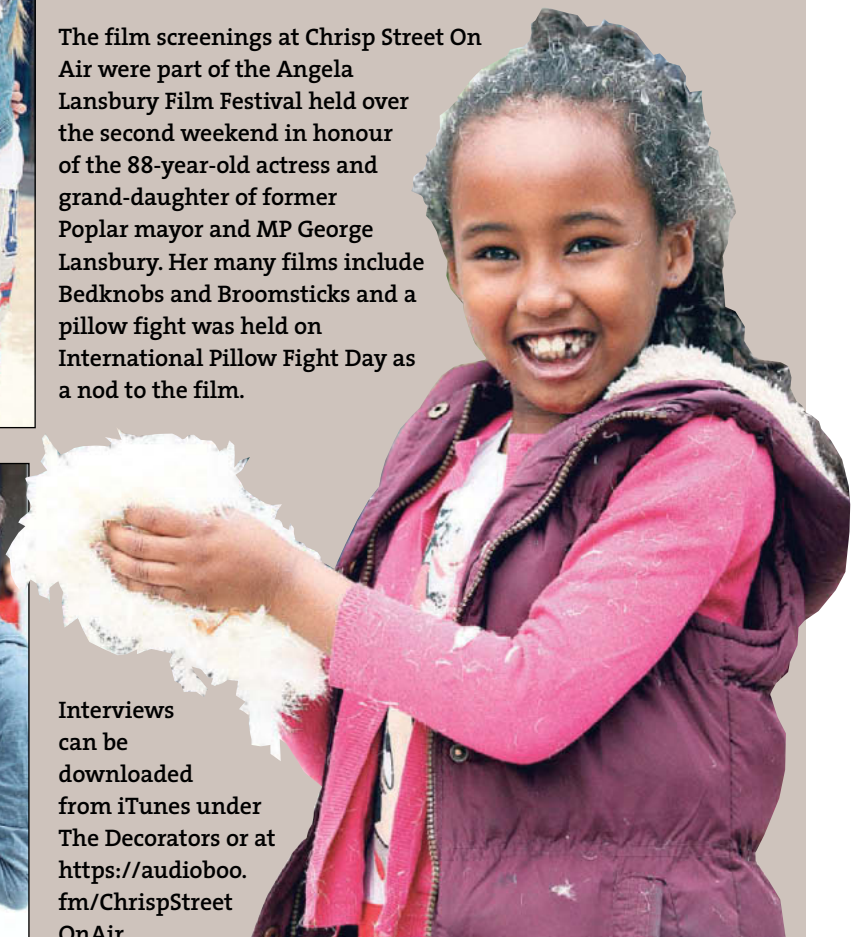 The film screenings at Chrisp Street On
Air were part of the Angela
Lansbury Film Festival held over
the second weekend in honour
of the 88-year-old actress and
grand-daughter of former
Poplar mayor and MP George
Lansbury. Her many films include
Bedknobs and Broomsticks and a
pillow fight was held on
International Pillow Fight Day as
a nod to the film.
Interviews
can be
downloaded
from iTunes under
The Decorators or at
https://audioboo.
fm/ChrispStreet
OnAir